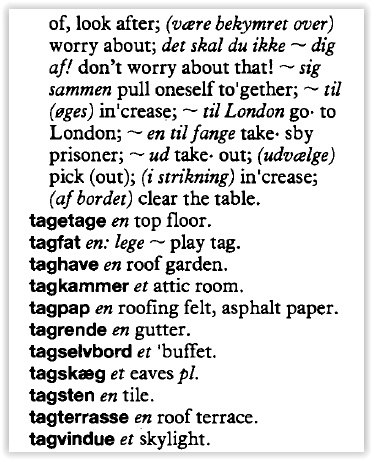 of, look after; (være bekymret over)
worry about; det skal du ikke ~ dig
af! don't worry about that! ~ sig
sammen pull oneself to'gether; ~ til
(øges) in'crease; ~ til London go· to
London; ~ en til fange take· sby
prisoner; ~ ud take· out; (udvælge)
pick (out); (i strikning) in'crease;
(af bordet) clear the table.
tagetage en top floor.
tagfat en: lege ~ play tag.
taghave en roof garden.
tagkammer et attic room.
tagpap en roofing felt, asphalt paper.
tagrende en gutter.
tagselvbord et 'buffet.
tagskæg et eaves pl.
tagsten en tile.
tagterrasse en roof terrace.
tagvindue et skylight.